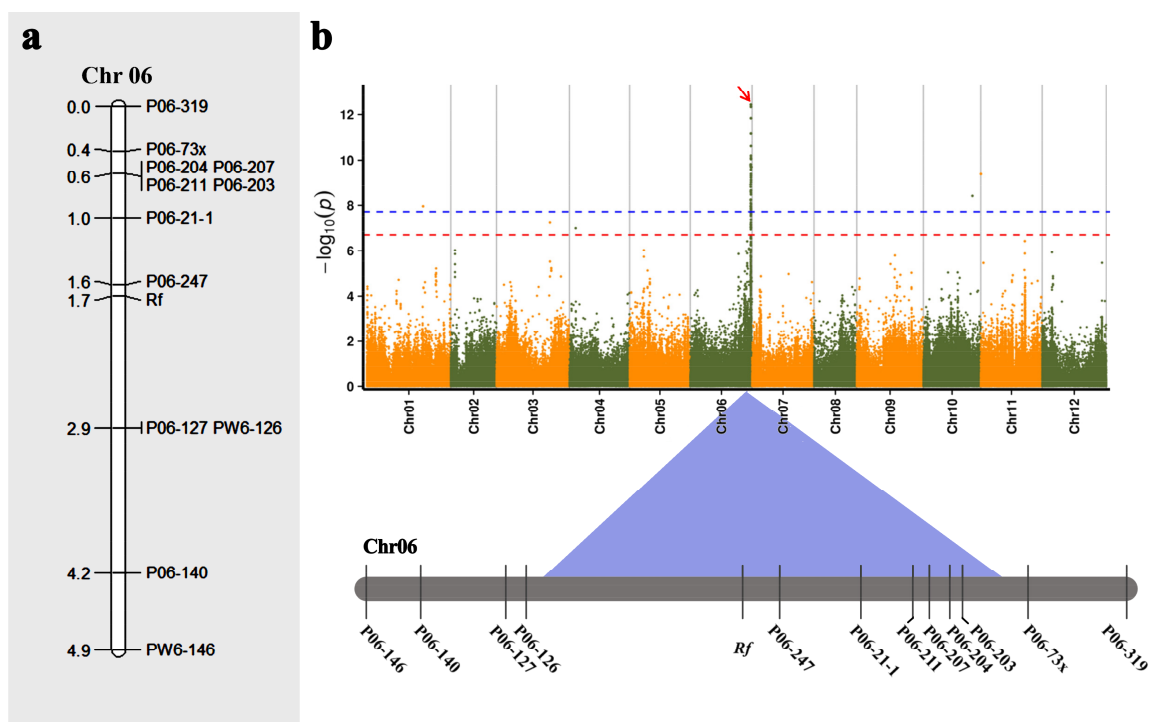 a
Chr 06
0.0 P06-319
0.4 P06-73x
0.6 P06-204 P06-207
P06-211 P06-203
1.0 P06-21-1
1.6 P06-247
1.7 Rf
2.9 P06-127 PW6-126
4.2 P06-140
4.9 PW6-146
b
−log10(p)
12
10
8
6
4
2
0
Chr01
Chr02
Chr03
Chr04
Chr05
Chr06
Chr07
Chr08
Chr09
Chr10
Chr11
Chr12
Chr06
P06-146
P06-140
P06-127
P06-126
Rf
P06-247
P06-21-1
P06-211
P06-207
P06-204
P06-203
P06-73x
P06-319